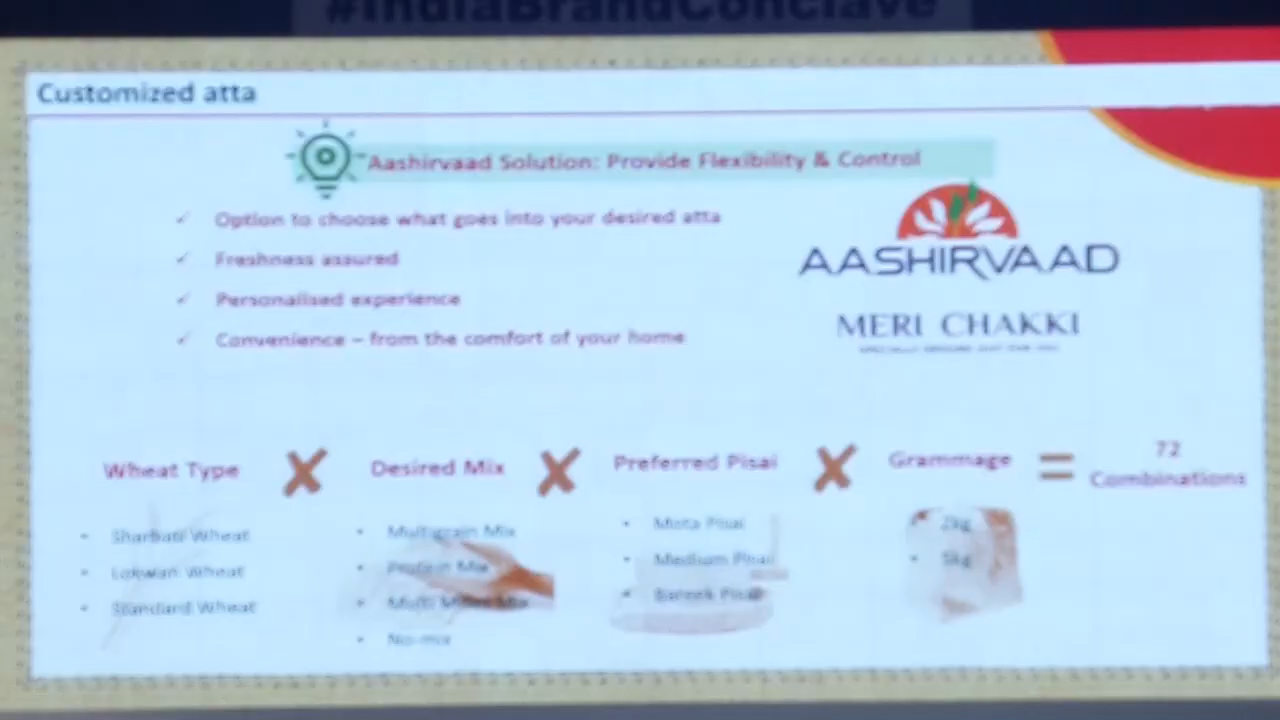 #IndiaBrandConclave
Customized atta
Aashirvaad Solution: Provide Flexibility & Control
✓ Option to choose what goes into your desired atta
✓ Freshness assured
✓ Personalised experience
✓ Convenience – from the comfort of your home
AASHIRVAAD
MERI CHAKKI
Wheat Type X Desired Mix X Preferred Pisai X Grammage = 72 Combinations
• Sharbati Wheat
• Lokwan Wheat
• Standard Wheat
• Multigrain Mix
• Protein Mix
• Multi Millet Mix
• No-mix
• Mota Pisai
• Medium Pisai
• Bareek Pisai
• 2kg
• 5kg